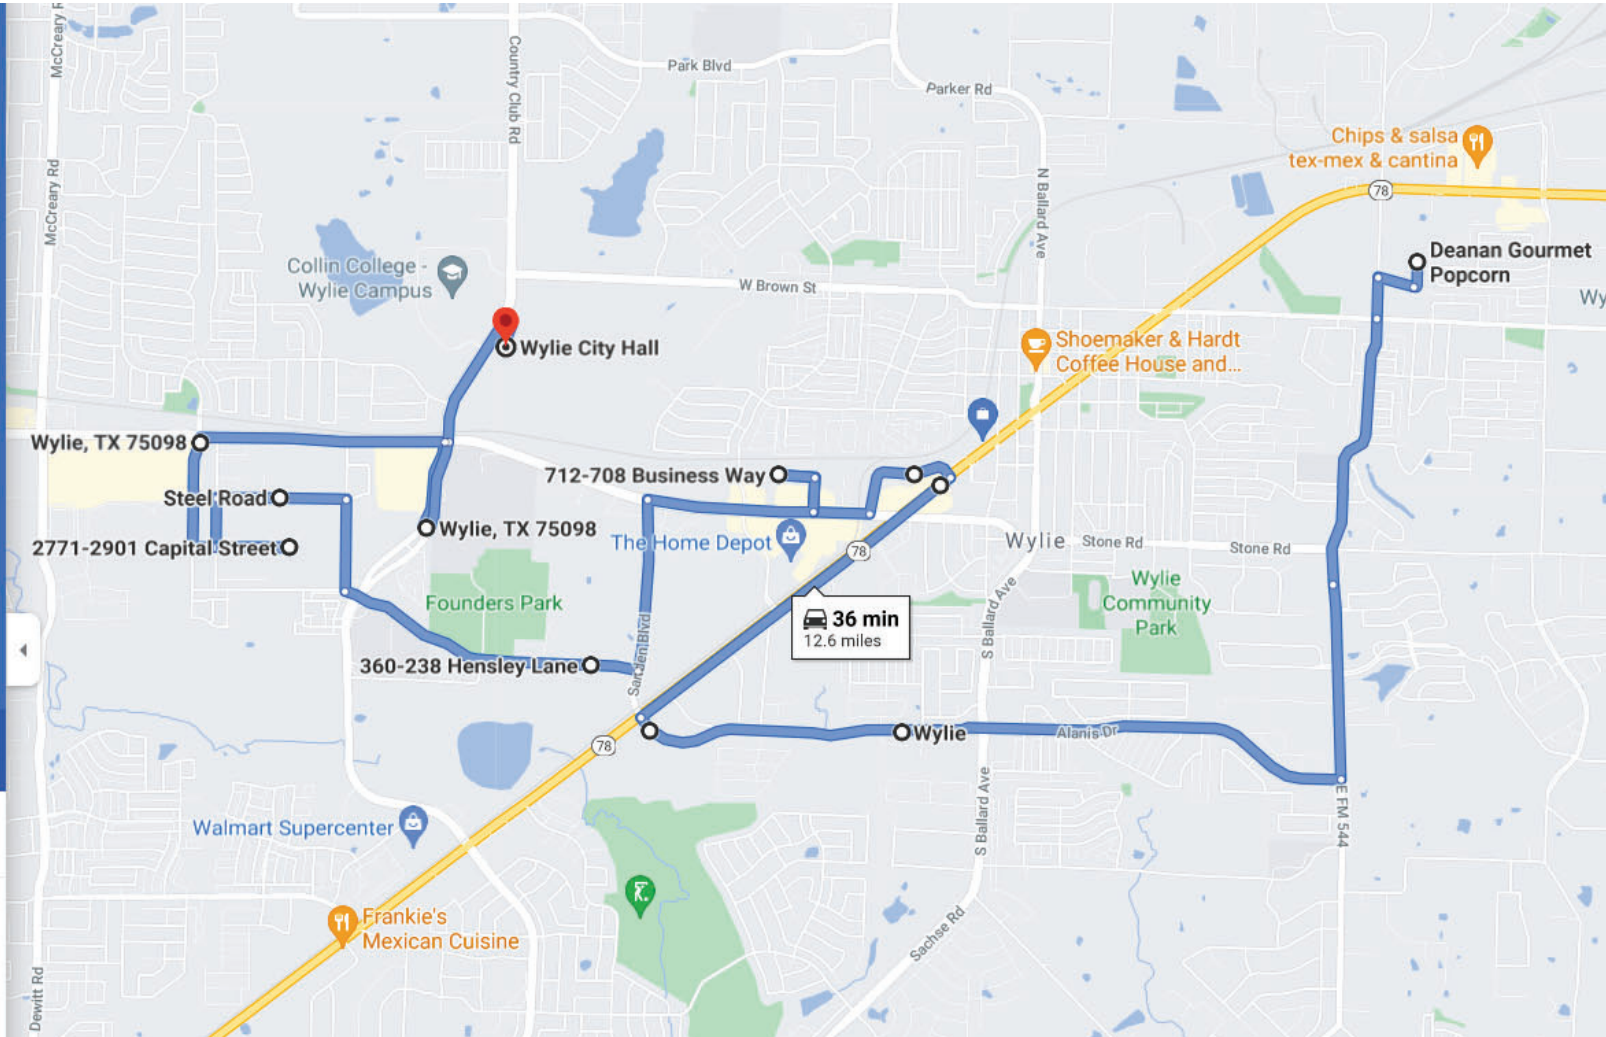 McCreary R
Country Club Rd
Park Blvd
Parker Rd
Chips & salsa
tex-mex & cantina
78
McCreary Rd
N Ballard Ave
Deanan Gourmet
Popcorn
Collin College -
Wylie Campus
W Brown St
Wy
Wylie City Hall
Shoemaker & Hardt
Coffee House and...
Wylie, TX 75098
712-708 Business Way
Steel Road
Wylie, TX 75098
2771-2901 Capital Street
The Home Depot
78
Wylie
Stone Rd
Stone Rd
Founders Park
36 min
12.6 miles
S Ballard Ave
Wylie
Community
Park
360-238 Hensley Lane
78
Wylie
Alanis Dr
S Ballard Ave
E FM 544
Walmart Supercenter
Frankie's
Mexican Cuisine
Sachse Rd
Dewitt Rd